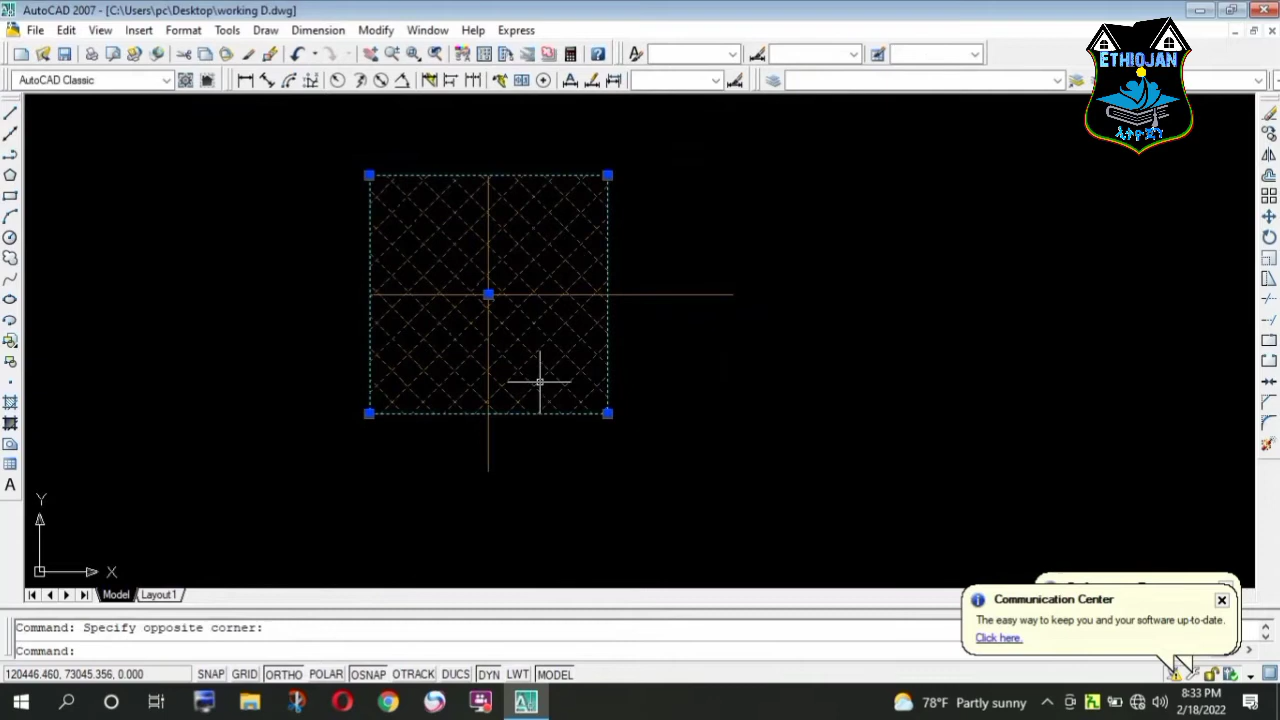 AutoCAD 2007 - [C:\Users\pc\Desktop\working D.dwg]
File Edit View Insert Format Tools Draw Dimension Modify Window Help Express
AutoCAD Classic
ETHIOJAN
ኢትዮጃን
Y
X
Model Layout1
Communication Center
The easy way to keep you and your software up-to-date.
Click here.
Command: Specify opposite corner:
Command:
120446.460, 73045.356, 0.000 SNAP GRID ORTHO POLAR OSNAP OTRACK DUCS DYN LWT MODEL
78°F Partly sunny
8:33 PM
2/18/2022